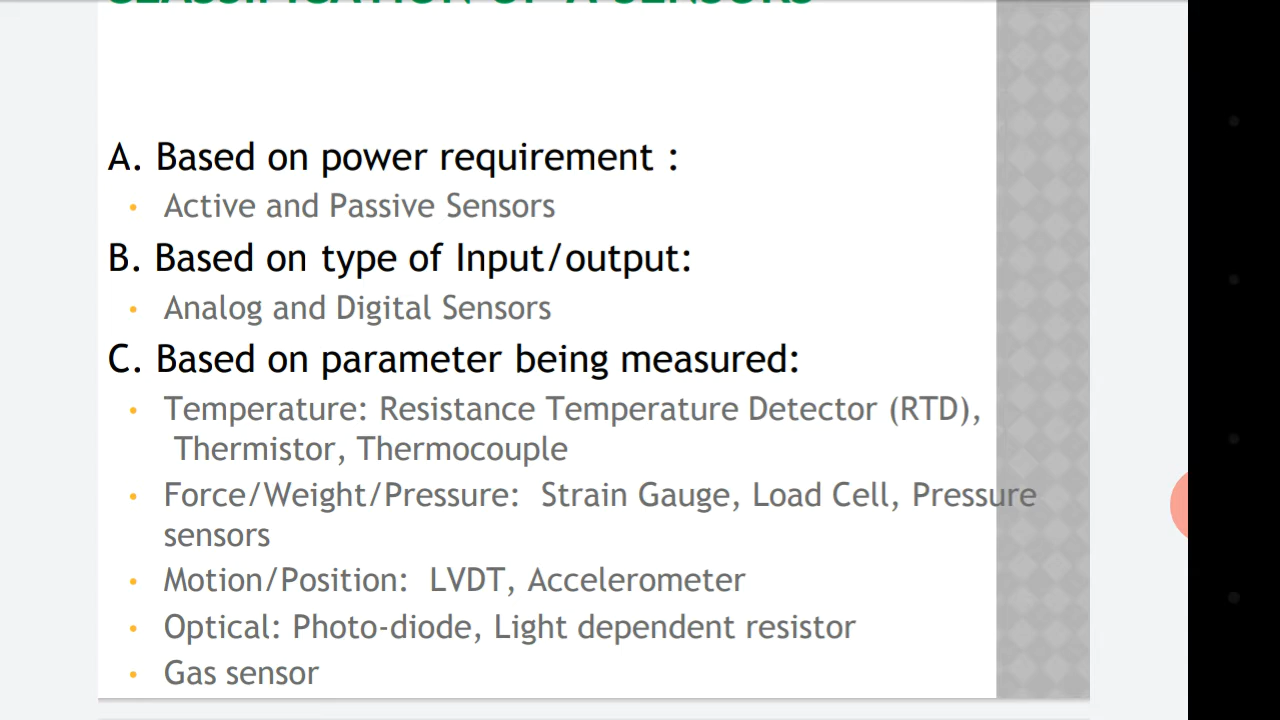 CLASSIFICATION OF A SENSORS
A. Based on power requirement :
• Active and Passive Sensors
B. Based on type of Input/output:
• Analog and Digital Sensors
C. Based on parameter being measured:
• Temperature: Resistance Temperature Detector (RTD),
Thermistor, Thermocouple
• Force/Weight/Pressure: Strain Gauge, Load Cell, Pressure
sensors
• Motion/Position: LVDT, Accelerometer
• Optical: Photo-diode, Light dependent resistor
• Gas sensor